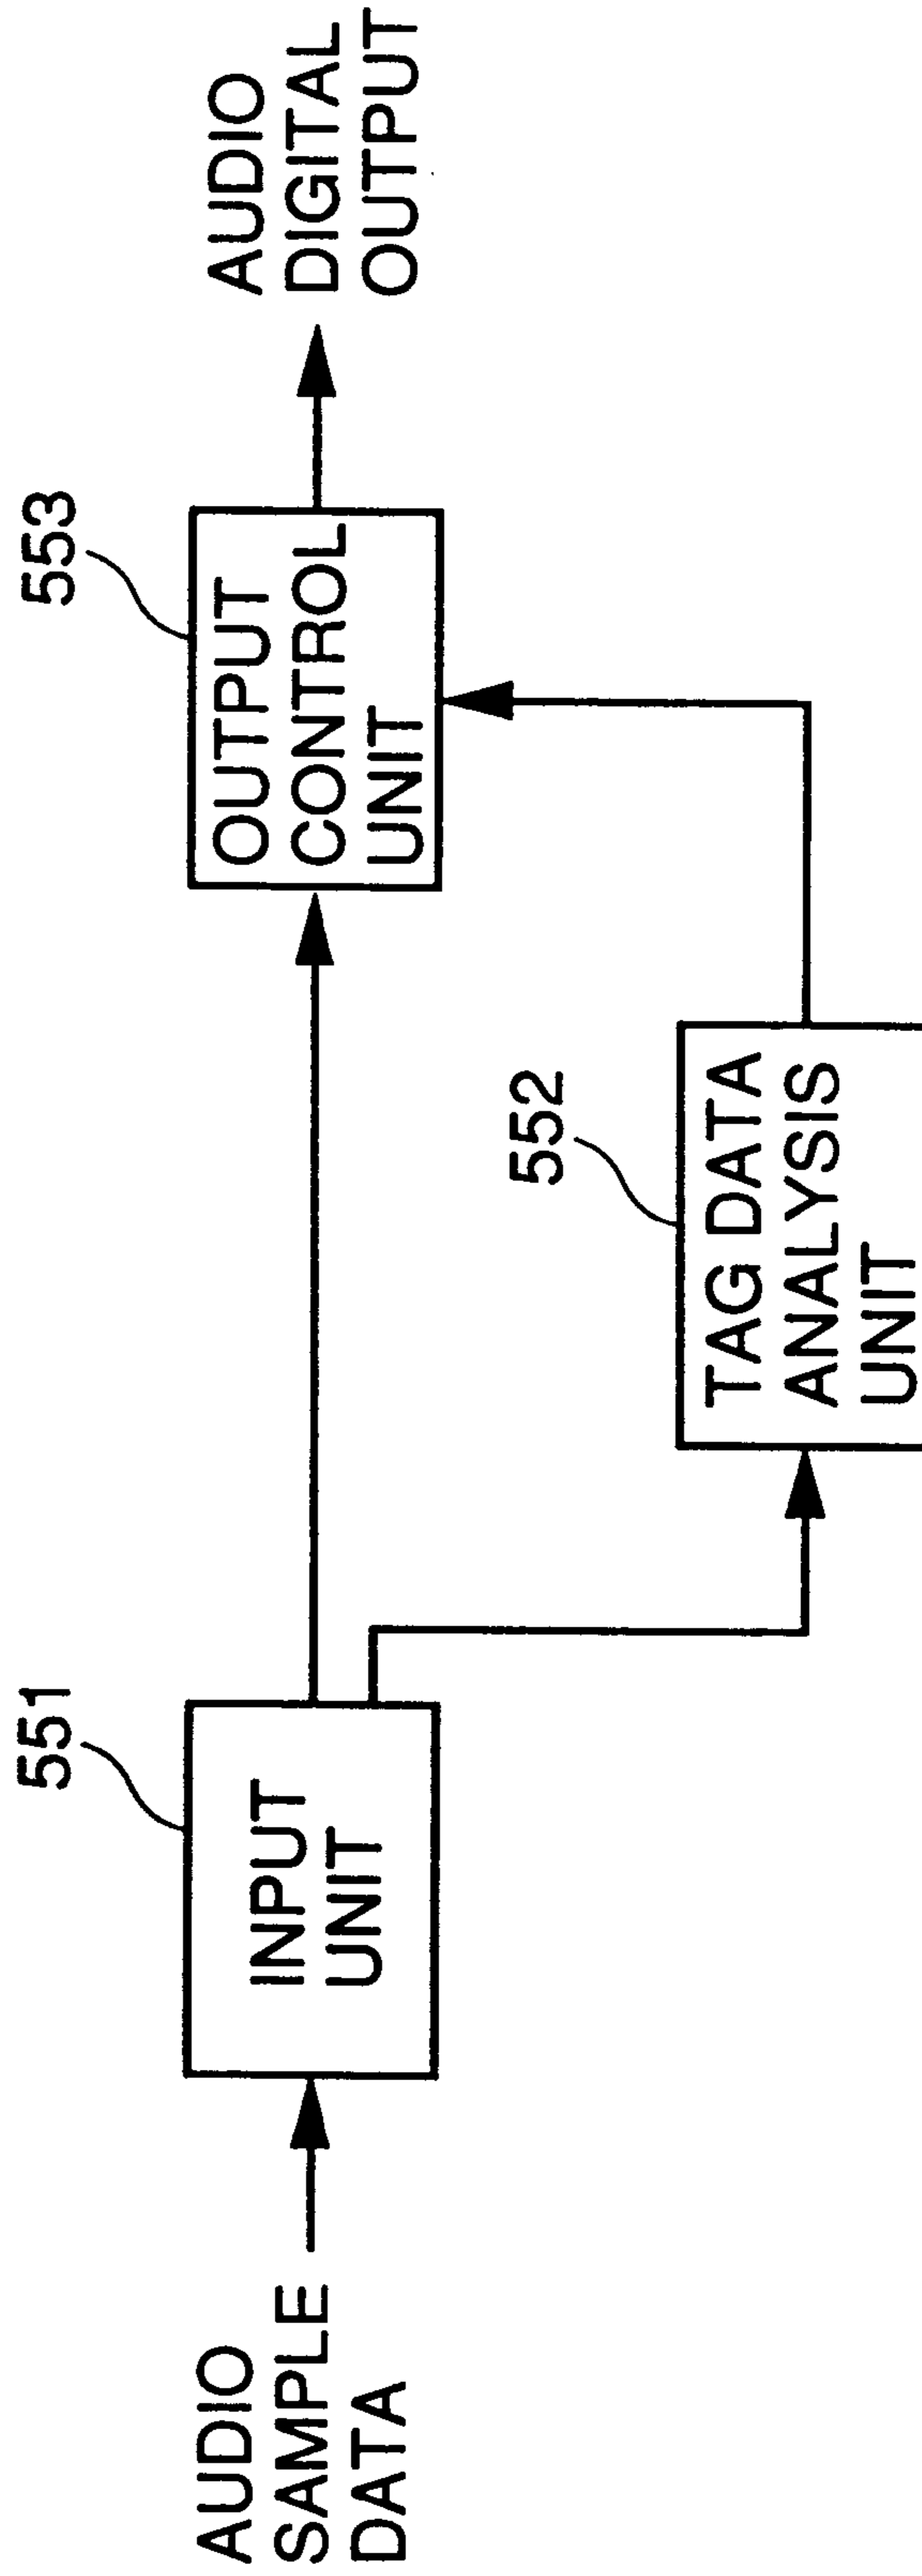 AUDIO
SAMPLE
DATA
551
INPUT
UNIT
552
TAG DATA
ANALYSIS
UNIT
553
OUTPUT
CONTROL
UNIT
AUDIO
DIGITAL
OUTPUT